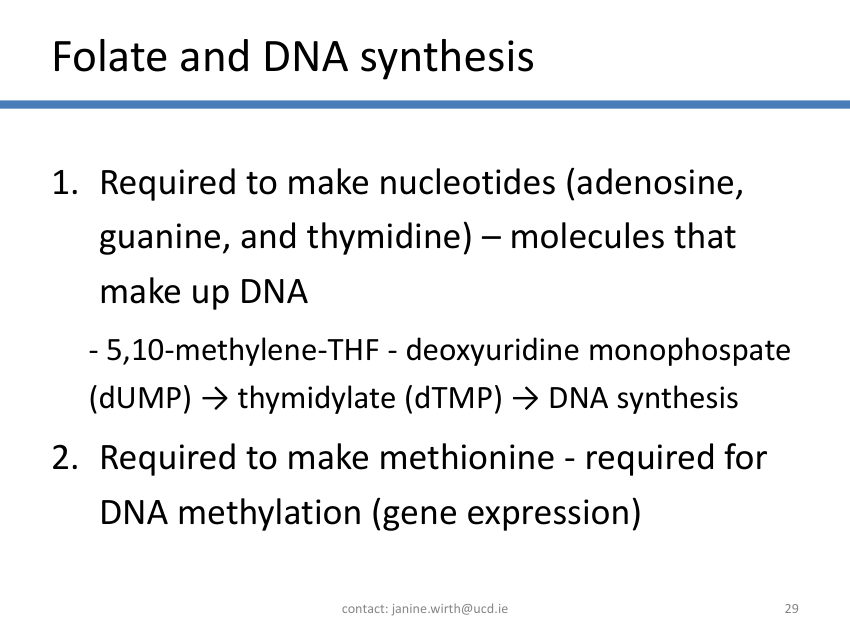 Folate and DNA synthesis
1. Required to make nucleotides (adenosine,
guanine, and thymidine) – molecules that
make up DNA
- 5,10-methylene-THF - deoxyuridine monophospate
(dUMP) → thymidylate (dTMP) → DNA synthesis
2. Required to make methionine - required for
DNA methylation (gene expression)
contact: janine.wirth@ucd.ie
29